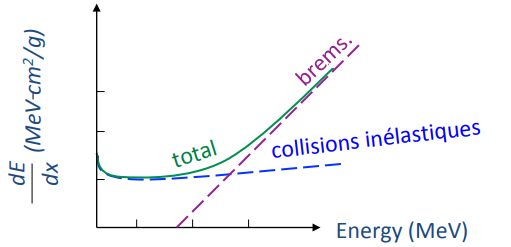 dE
dx
(MeV-cm²/g)
brems.
total
collisions inélastiques
Energy (MeV)